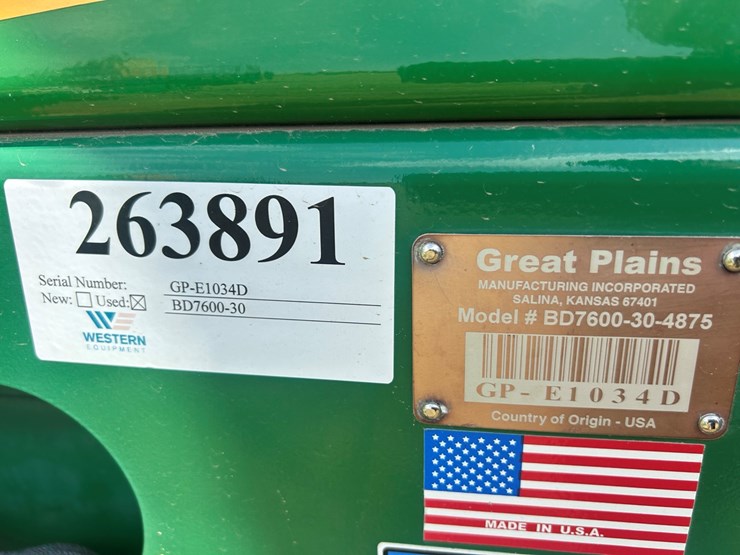 263891
Serial Number: GP-E1034D
New: Used: BD7600-30
WESTERN
EQUIPMENT
Great Plains
MANUFACTURING INCORPORATED
SALINA, KANSAS 67401
Model # BD7600-30-4875
GP- E1034D
Country of Origin - USA
MADE IN U.S.A.